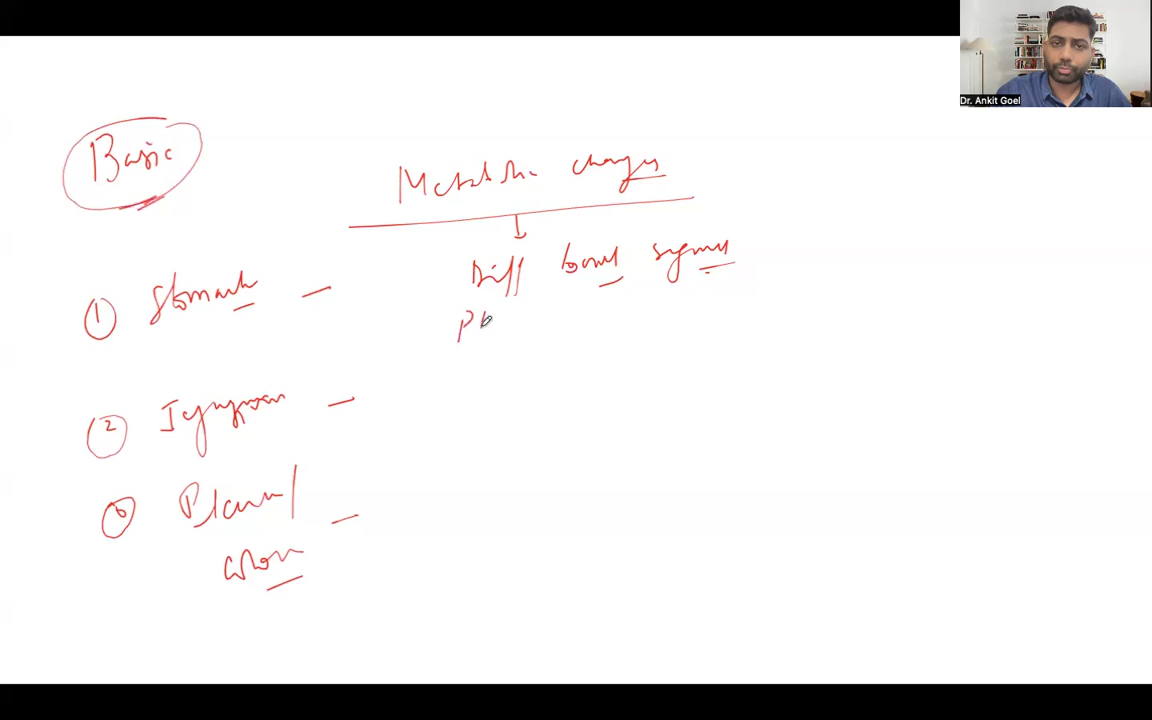 Dr. Ankit Goel
Basic
Metabolic changes
Diff bowel segment
① Stomach -
② Jejunum -
③ Ileum/
colon -